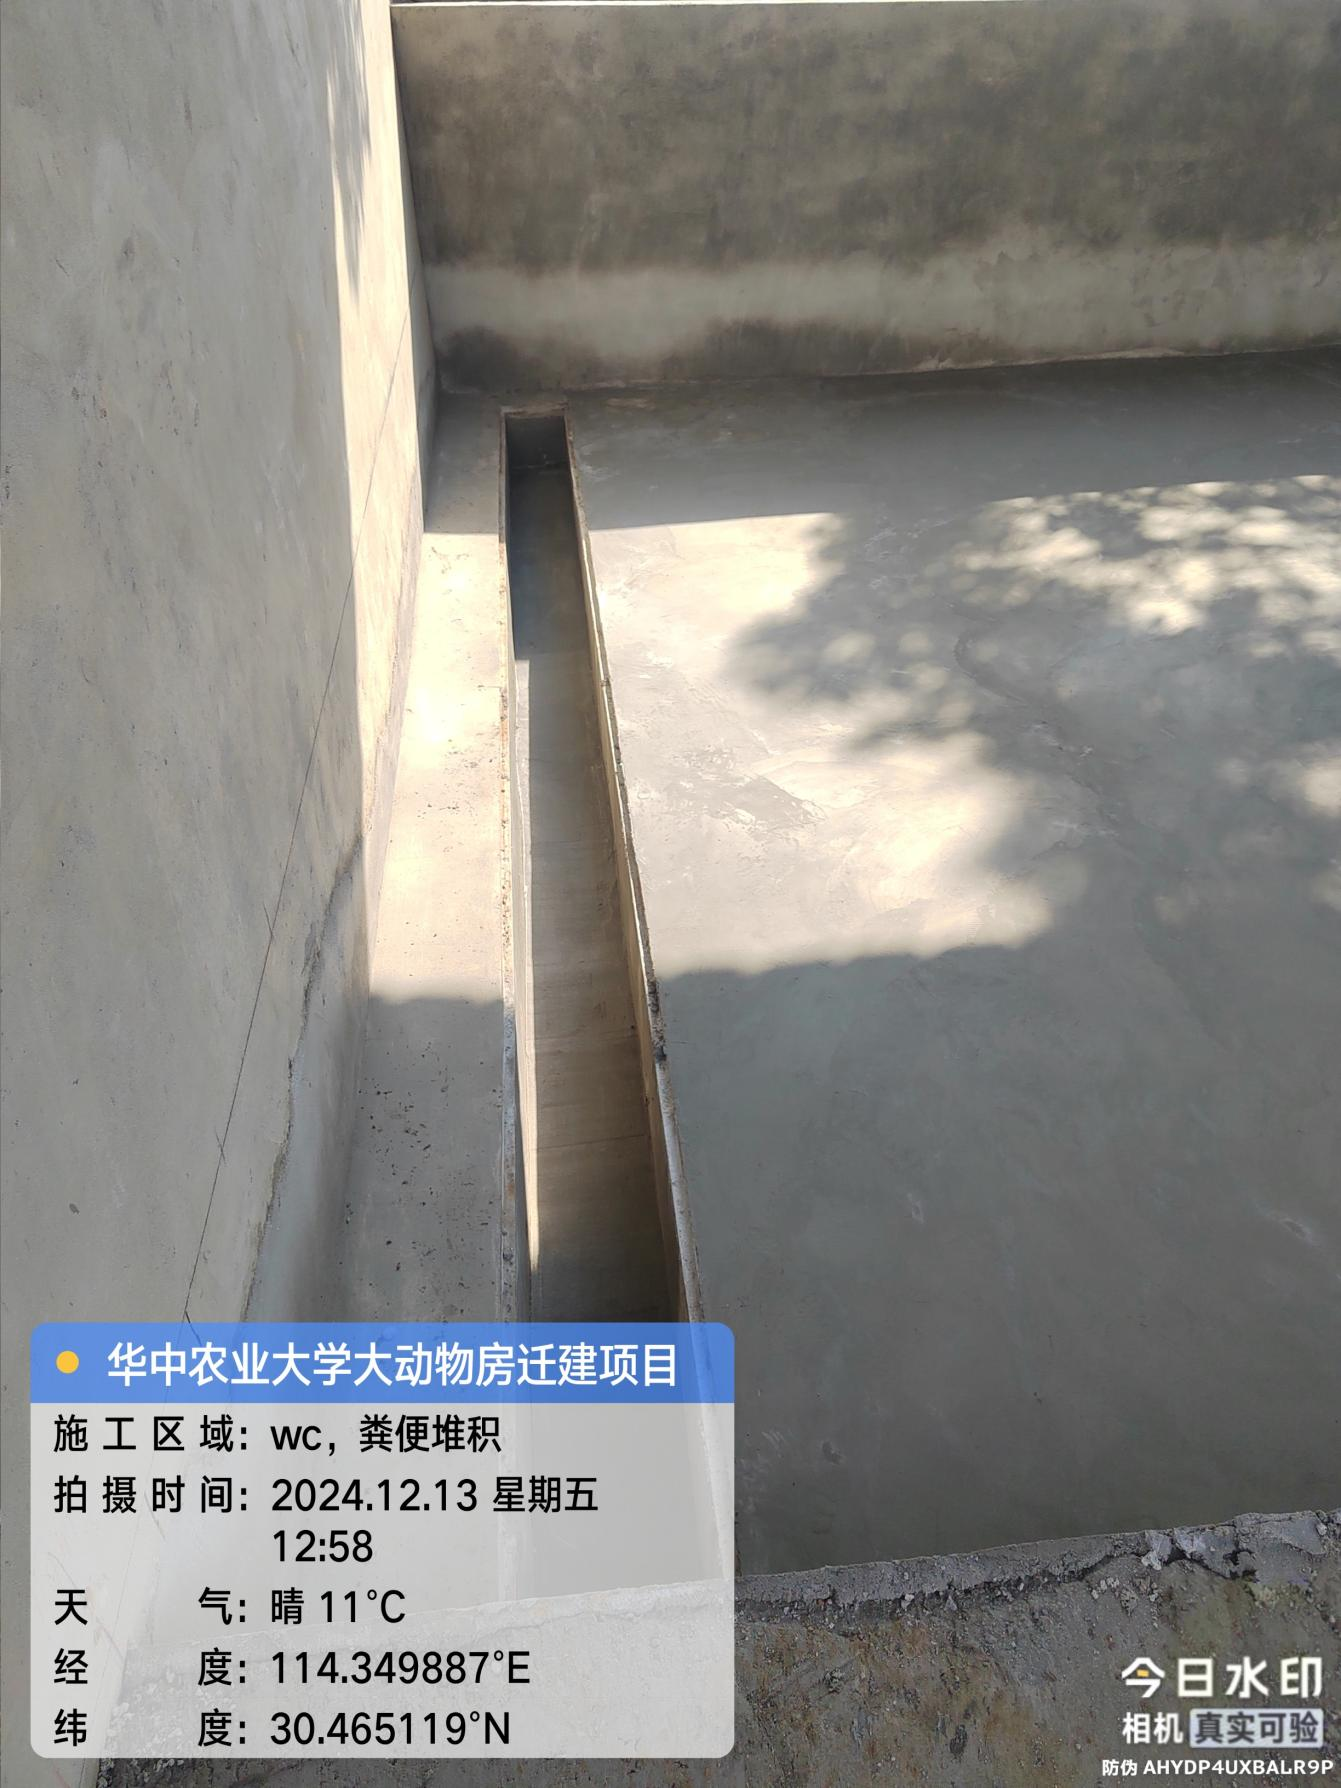 华中农业大学大动物房迁建项目
施工区域：wc，粪便堆积
拍摄时间：2024.12.13 星期五
12:58
天气：晴 11°C
经度：114.349887°E
纬度：30.465119°N
今日水印
相机 真实可验
防伪 AHYDP4UXBALR9P